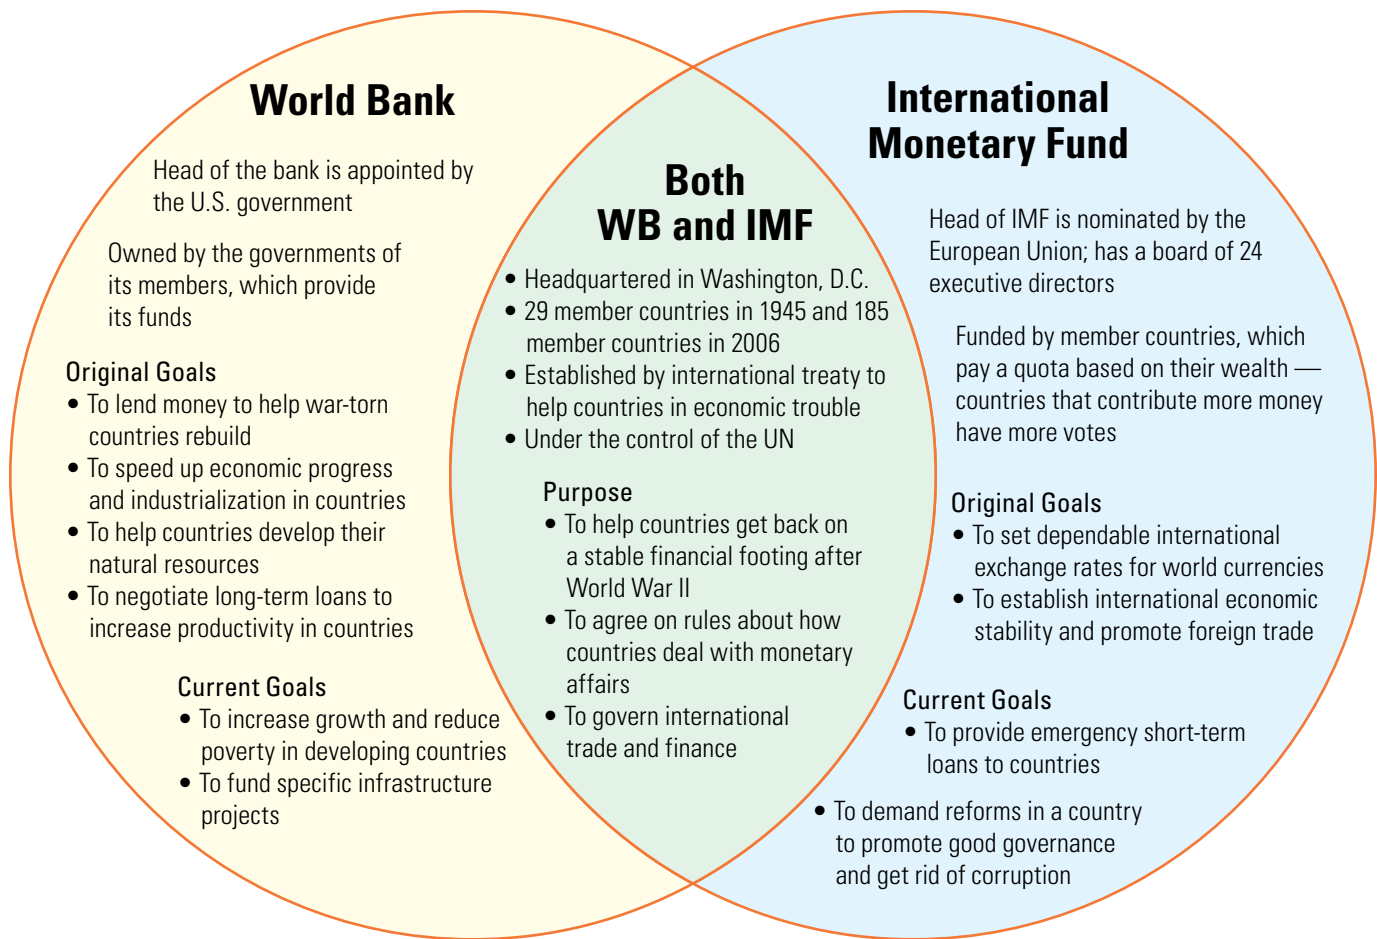 World Bank
Head of the bank is appointed by
the U.S. government
Owned by the governments of
its members, which provide
its funds
Original Goals
• To lend money to help war-torn
countries rebuild
• To speed up economic progress
and industrialization in countries
• To help countries develop their
natural resources
• To negotiate long-term loans to
increase productivity in countries
Current Goals
• To increase growth and reduce
poverty in developing countries
• To fund specific infrastructure
projects
Both
WB and IMF
• Headquartered in Washington, D.C.
• 29 member countries in 1945 and 185
member countries in 2006
• Established by international treaty to
help countries in economic trouble
• Under the control of the UN
Purpose
• To help countries get back on
a stable financial footing after
World War II
• To agree on rules about how
countries deal with monetary
affairs
• To govern international
trade and finance
International
Monetary Fund
Head of IMF is nominated by the
European Union; has a board of 24
executive directors
Funded by member countries, which
pay a quota based on their wealth —
countries that contribute more money
have more votes
Original Goals
• To set dependable international
exchange rates for world currencies
• To establish international economic
stability and promote foreign trade
Current Goals
• To provide emergency short-term
loans to countries
• To demand reforms in a country
to promote good governance
and get rid of corruption